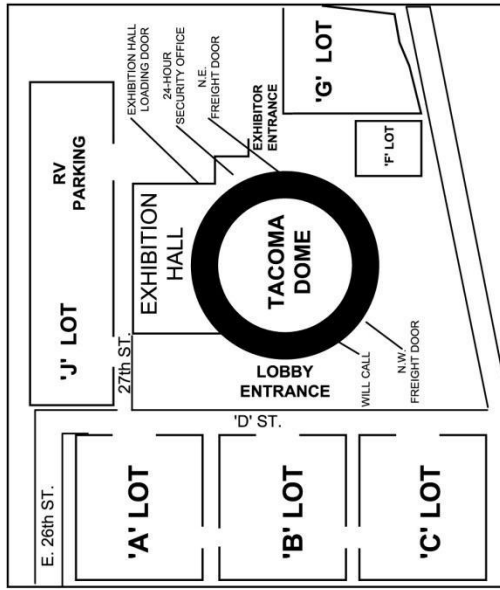 EXHIBITION HALL
LOADING DOOR
24-HOUR
SECURITY OFFICE
N.E.
FREIGHT DOOR
'G' LOT
RV
PARKING
EXHIBITOR
ENTRANCE
'F' LOT
EXHIBITION
HALL
TACOMA
DOME
'J' LOT
27th ST.
LOBBY
ENTRANCE
WILL CALL
N.W.
FREIGHT DOOR
'D' ST.
E. 26th ST.
'A' LOT
'B' LOT
'C' LOT